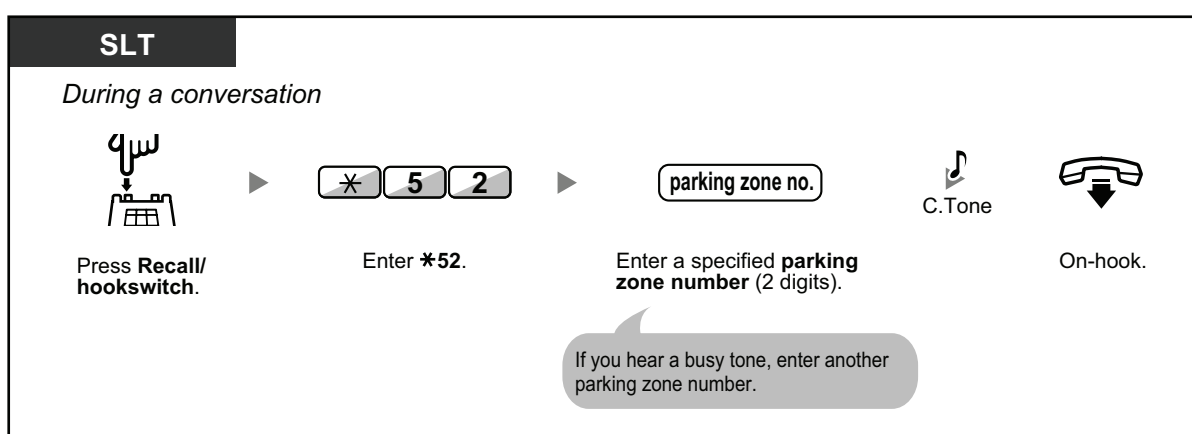 SLT
During a conversation
* 5 2
parking zone no.
C.Tone
Press Recall/
hookswitch.
Enter *52.
Enter a specified parking
zone number (2 digits).
On-hook.
If you hear a busy tone, enter another
parking zone number.